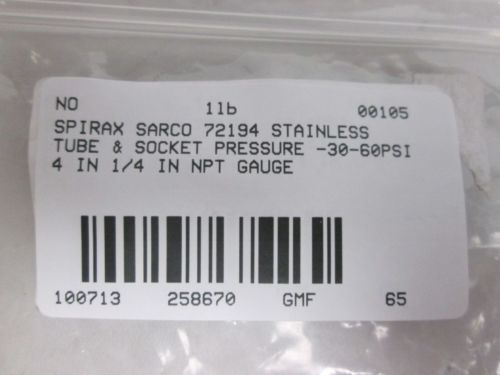 NO 1lb 00105
SPIRAX SARCO 72194 STAINLESS
TUBE & SOCKET PRESSURE -30-60PSI
4 IN 1/4 IN NPT GAUGE
100713 258670 GMF 65